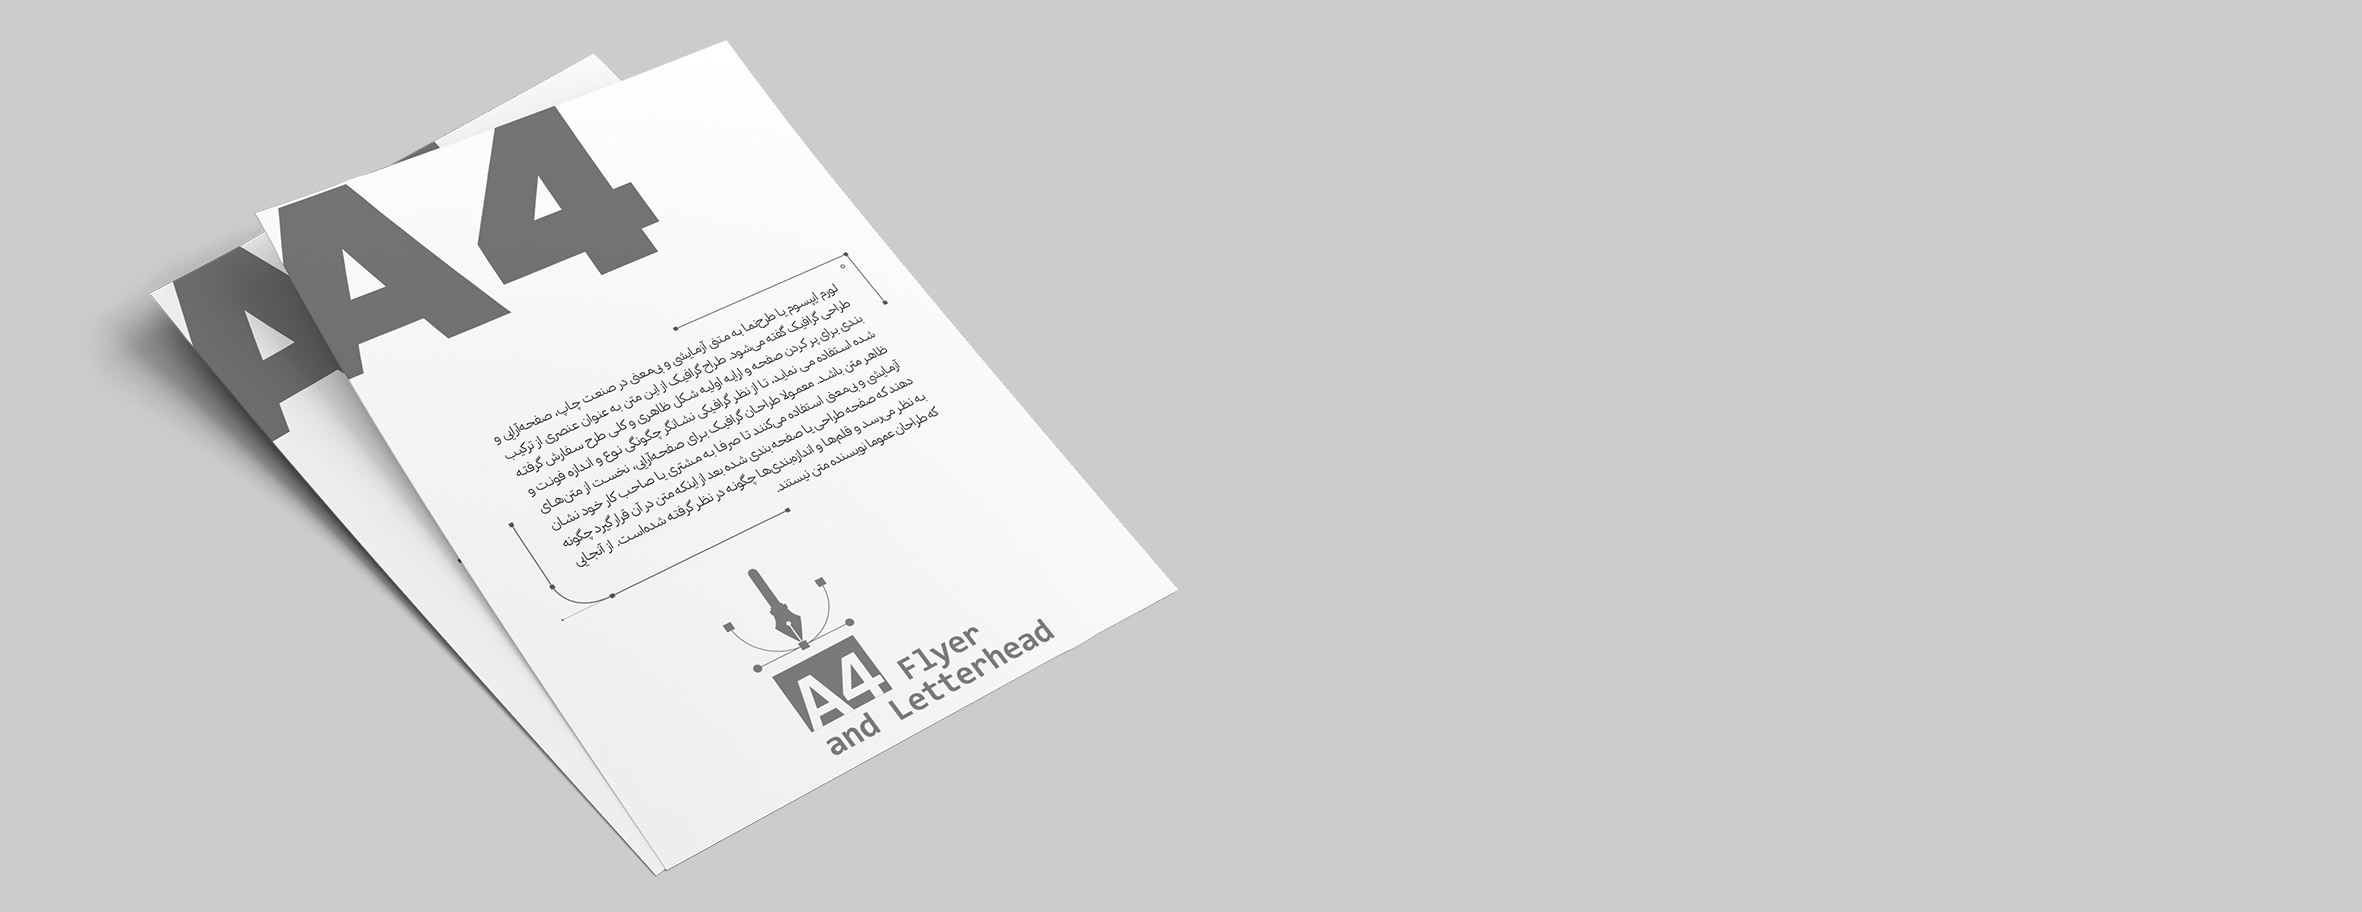 A4
A
لورم ایپسوم یا طرح‌نما به متنی آزمایشی و بی‌معنی در صنعت چاپ، صفحه‌آرایی و
طراحی گرافیک گفته می‌شود. طراح گرافیک از این متن به عنوان عنصری از ترکیب
بندی برای پر کردن صفحه و ارایه اولیه شکل ظاهری و کلی طرح سفارش گرفته
شده استفاده می نماید، تا از نظر گرافیکی نشانگر چگونگی نوع و اندازه فونت و
ظاهر متن باشد. معمولا طراحان گرافیک برای صفحه‌آرایی، نخست از متن‌های
آزمایشی و بی‌معنی استفاده می‌کنند تا صرفا به مشتری یا صاحب کار خود نشان
دهند که صفحه طراحی یا صفحه بندی شده بعد از اینکه متن در آن قرار گیرد چگونه
به نظر می‌رسد و قلم‌ها و اندازه‌بندی‌ها چگونه در نظر گرفته شده‌است. از آنجایی
که طراحان عموما نویسنده متن نیستند.
A4 Flyer
and Letterhead